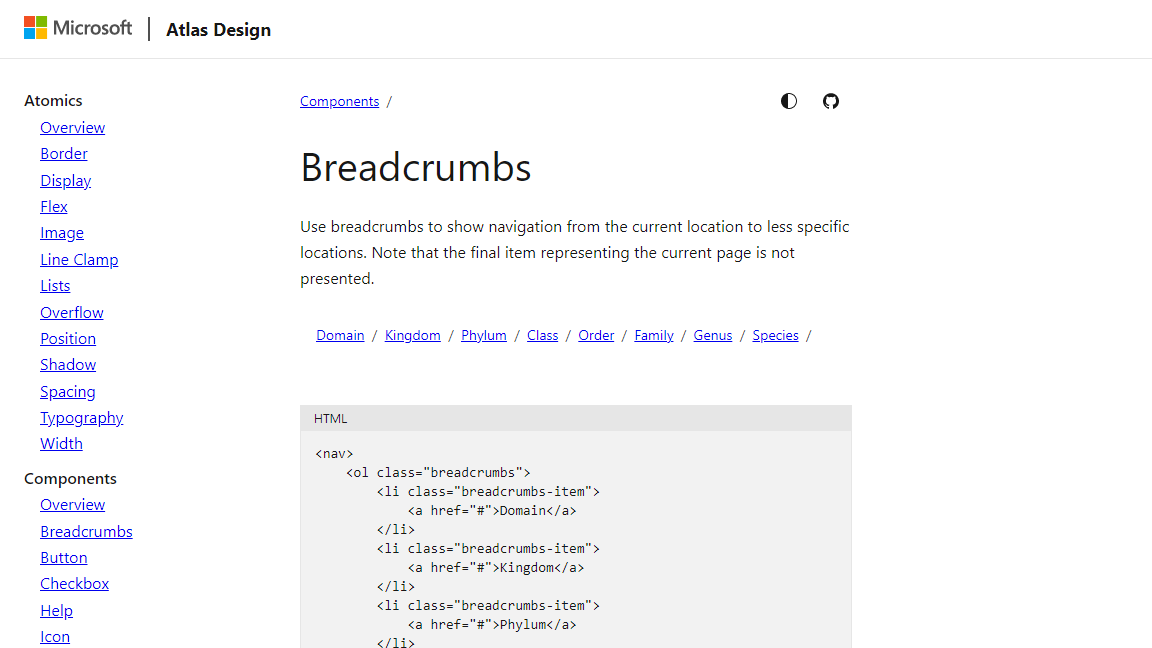 Microsoft | Atlas Design
Atomics
Overview
Border
Display
Flex
Image
Line Clamp
Lists
Overflow
Position
Shadow
Spacing
Typography
Width
Components
Overview
Breadcrumbs
Button
Checkbox
Help
Icon
Components /
Breadcrumbs
Use breadcrumbs to show navigation from the current location to less specific
locations. Note that the final item representing the current page is not
presented.
Domain / Kingdom / Phylum / Class / Order / Family / Genus / Species /
HTML
<nav>
    <ol class="breadcrumbs">
        <li class="breadcrumbs-item">
            <a href="#">Domain</a>
        </li>
        <li class="breadcrumbs-item">
            <a href="#">Kingdom</a>
        </li>
        <li class="breadcrumbs-item">
            <a href="#">Phylum</a>
        </li>